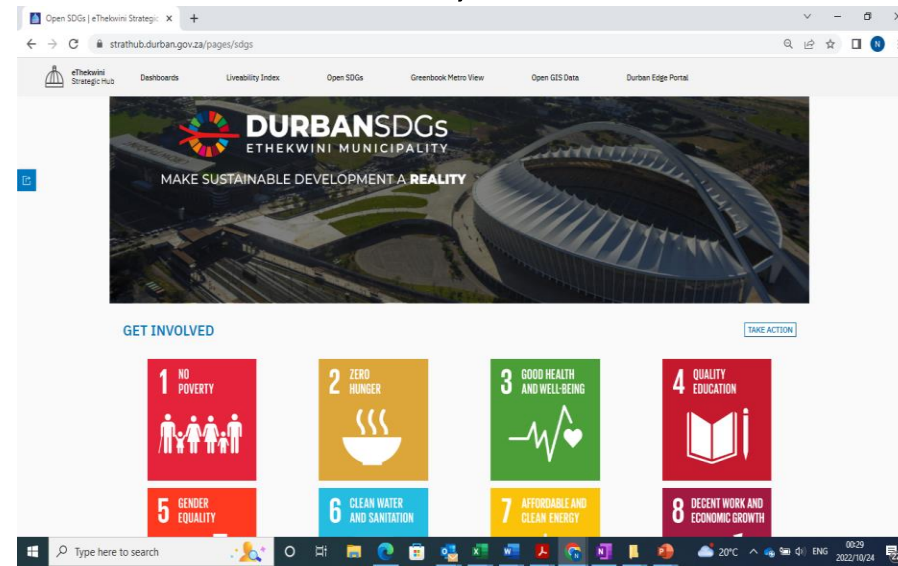 Open SDGs | eThekwini Strategic
strathub.durban.gov.za/pages/sdgs
N
eThekwini
Strategic Hub
Dashboards
Liveability Index
Open SDGs
Greenbook Metro View
Open GIS Data
Durban Edge Portal
DURBANSDGs
ETHEKWINI MUNICIPALITY
MAKE SUSTAINABLE DEVELOPMENT A REALITY
GET INVOLVED
TAKE ACTION
1 NO
POVERTY
2 ZERO
HUNGER
3 GOOD HEALTH
AND WELL-BEING
4 QUALITY
EDUCATION
5 GENDER
EQUALITY
6 CLEAN WATER
AND SANITATION
7 AFFORDABLE AND
CLEAN ENERGY
8 DECENT WORK AND
ECONOMIC GROWTH
Type here to search
20°C
ENG
00:29
2022/10/24